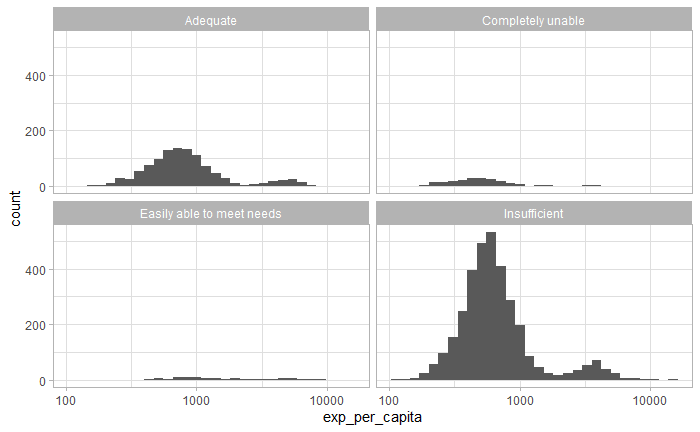 Adequate
Completely unable
400
200
0
Easily able to meet needs
Insufficient
400
200
0
count
100
1000
10000
100
1000
10000
exp_per_capita